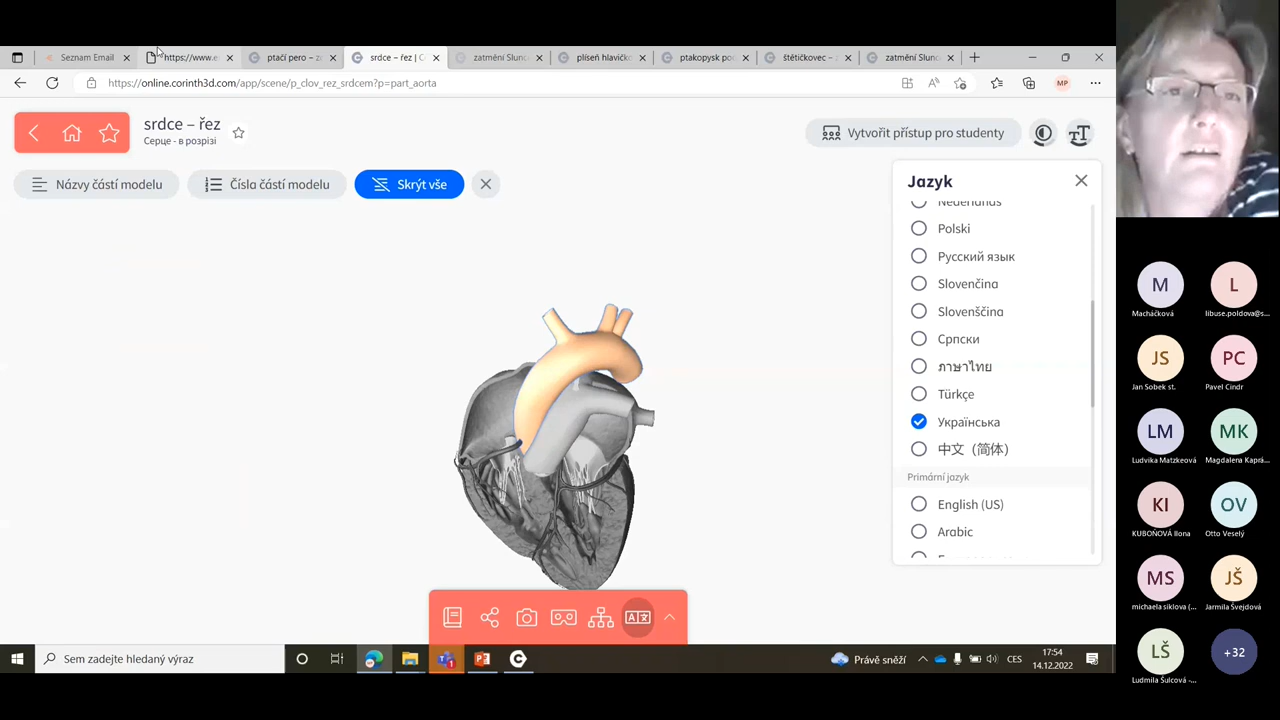 Seznam Email
https://www.e
ptačí pero – z
srdce – řez | C
zatmění Slunc
plíseň hlavičko
ptakopysk po
štětičkovec – z
zatmění Slunc
https://online.corinth3d.com/app/scene/p_clov_rez_srdcem?p=part_aorta
MP
srdce – řez
Серце - в розрізі
Vytvořit přístup pro studenty
Názvy částí modelu
Čísla částí modelu
Skrýt vše
Jazyk
Nederlands
Polski
Русский язык
Slovenčina
Slovenščina
Српски
ภาษาไทย
Türkçe
Українська
中文（简体）
Primární jazyk
English (US)
Arabic
Sem zadejte hledaný výraz
Právě sněží
CES
17:54
14.12.2022
M
Macháčková
L
libuse.poldova@s...
JS
Jan Sobek st.
PC
Pavel Cindr
LM
Ludvika Matzkeová
MK
Magdalena Kaprá...
KI
KUBOŇOVÁ Ilona
OV
Otto Veselý
MS
michaela siklova (...
JŠ
Jarmila Švejdová
LŠ
Ludmila Šulcová -...
+32